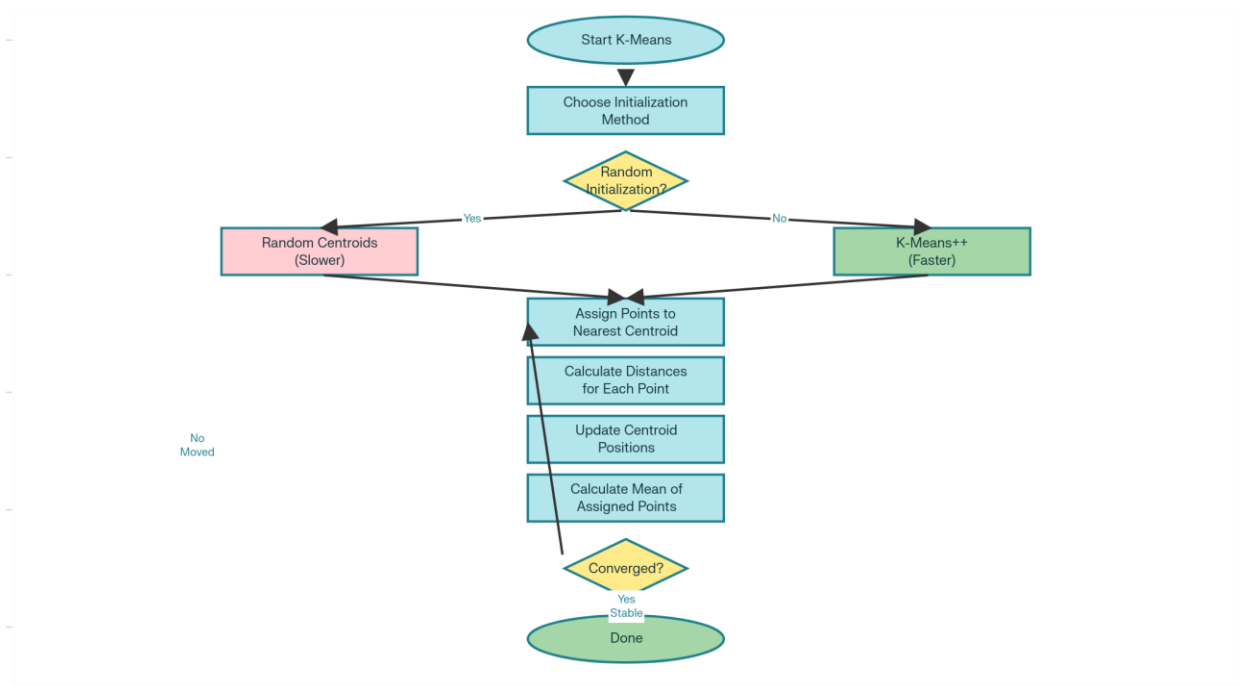 Start K-Means
Choose Initialization
Method
Random
Initialization?
Yes
No
Random Centroids
(Slower)
K-Means++
(Faster)
Assign Points to
Nearest Centroid
Calculate Distances
for Each Point
Update Centroid
Positions
No
Moved
Calculate Mean of
Assigned Points
Converged?
Yes
Stable
Done